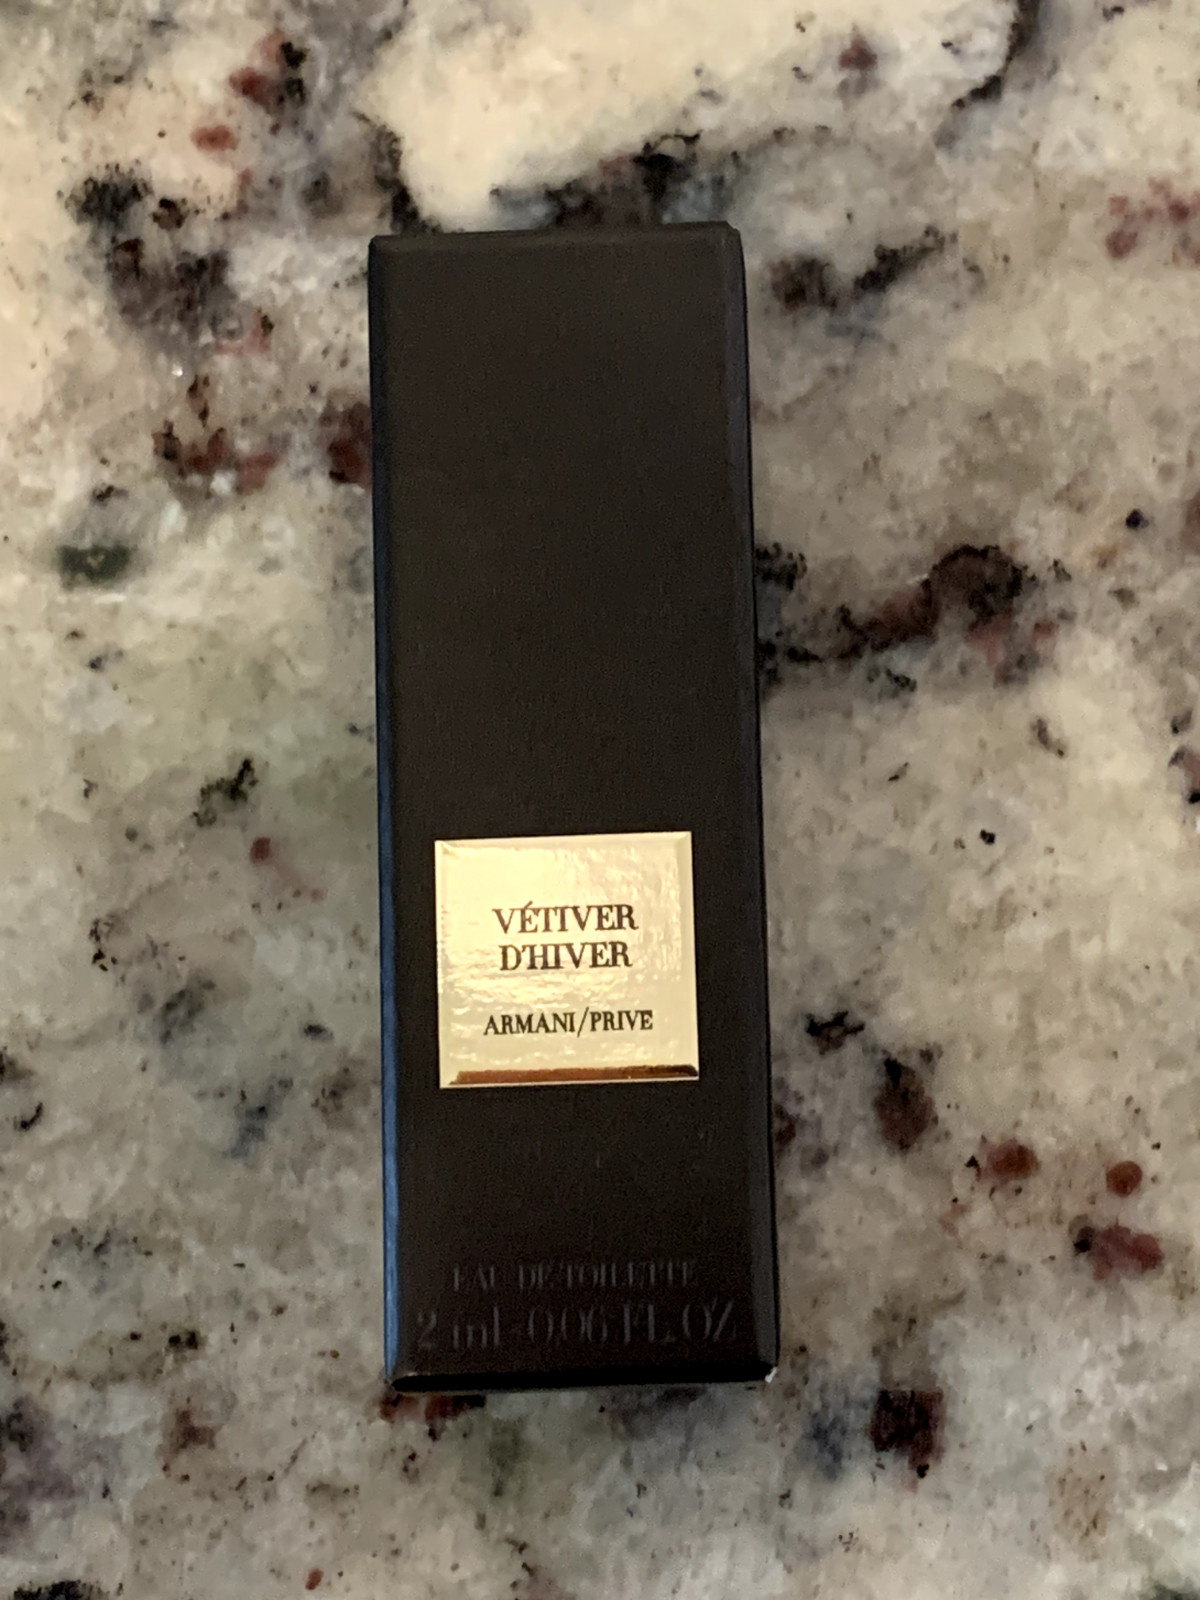 VÉTIVER
D'HIVER
ARMANI/PRIVE
EAU DE TOILETTE
2 ml - 0.06 FL. OZ